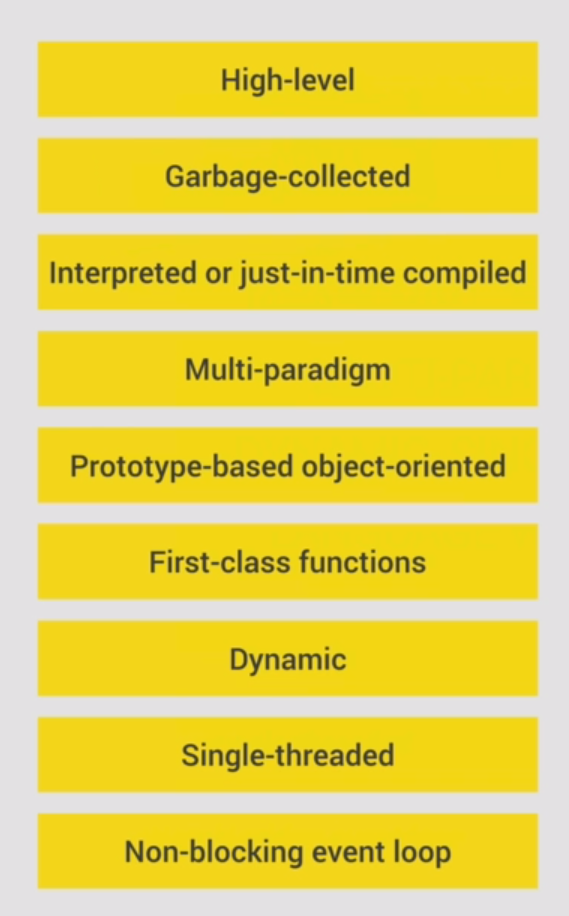 High-level
Garbage-collected
Interpreted or just-in-time compiled
Multi-paradigm
Prototype-based object-oriented
First-class functions
Dynamic
Single-threaded
Non-blocking event loop